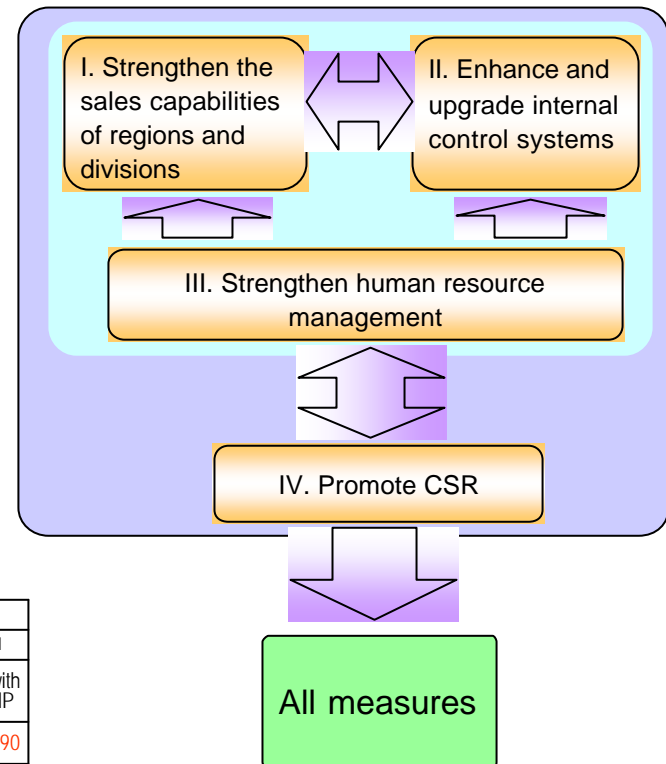 I. Strengthen the
sales capabilities
of regions and
divisions
II. Enhance and
upgrade internal
control systems
III. Strengthen human resource
management
IV. Promote CSR
All measures
90